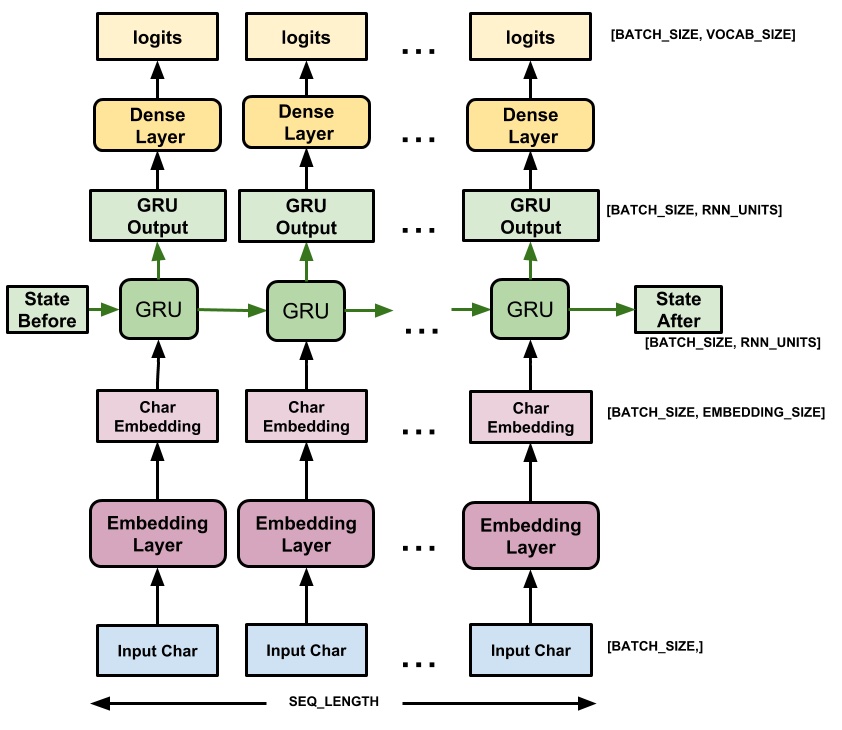 logits
logits
...
logits
[BATCH_SIZE, VOCAB_SIZE]
Dense
Layer
Dense
Layer
...
Dense
Layer
GRU
Output
GRU
Output
...
GRU
Output
[BATCH_SIZE, RNN_UNITS]
State
Before
GRU
GRU
...
GRU
State
After
[BATCH_SIZE, RNN_UNITS]
Char
Embedding
Char
Embedding
...
Char
Embedding
[BATCH_SIZE, EMBEDDING_SIZE]
Embedding
Layer
Embedding
Layer
...
Embedding
Layer
Input Char
Input Char
...
Input Char
[BATCH_SIZE,]
SEQ_LENGTH